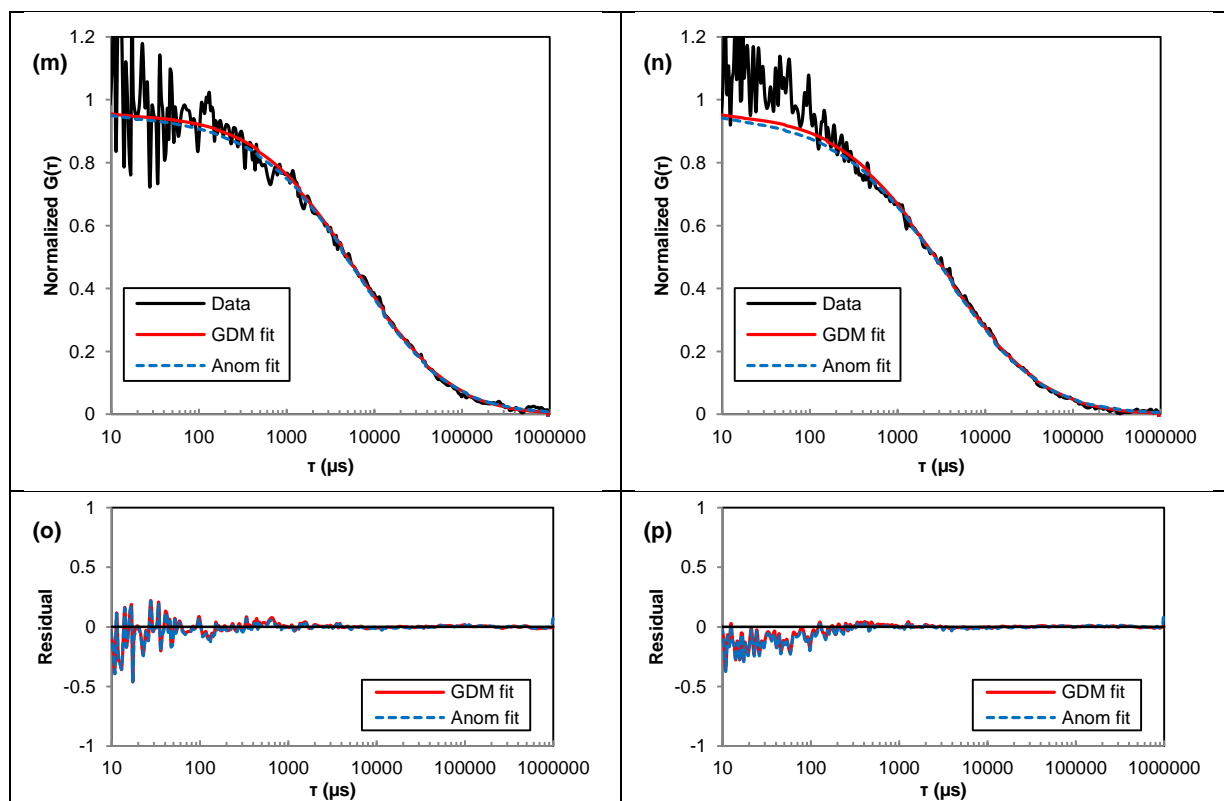 (m)
Normalized G(τ)
1.2
1
0.8
0.6
0.4
0.2
0
Data
GDM fit
Anom fit
10 100 1000 10000 100000 1000000
τ (µs)
(n)
Normalized G(τ)
1.2
1
0.8
0.6
0.4
0.2
0
Data
GDM fit
Anom fit
10 100 1000 10000 100000 1000000
τ (µs)
(o)
Residual
1
0.5
0
-0.5
-1
GDM fit
Anom fit
10 100 1000 10000 100000 1000000
τ (µs)
(p)
Residual
1
0.5
0
-0.5
-1
GDM fit
Anom fit
10 100 1000 10000 100000 1000000
τ (µs)